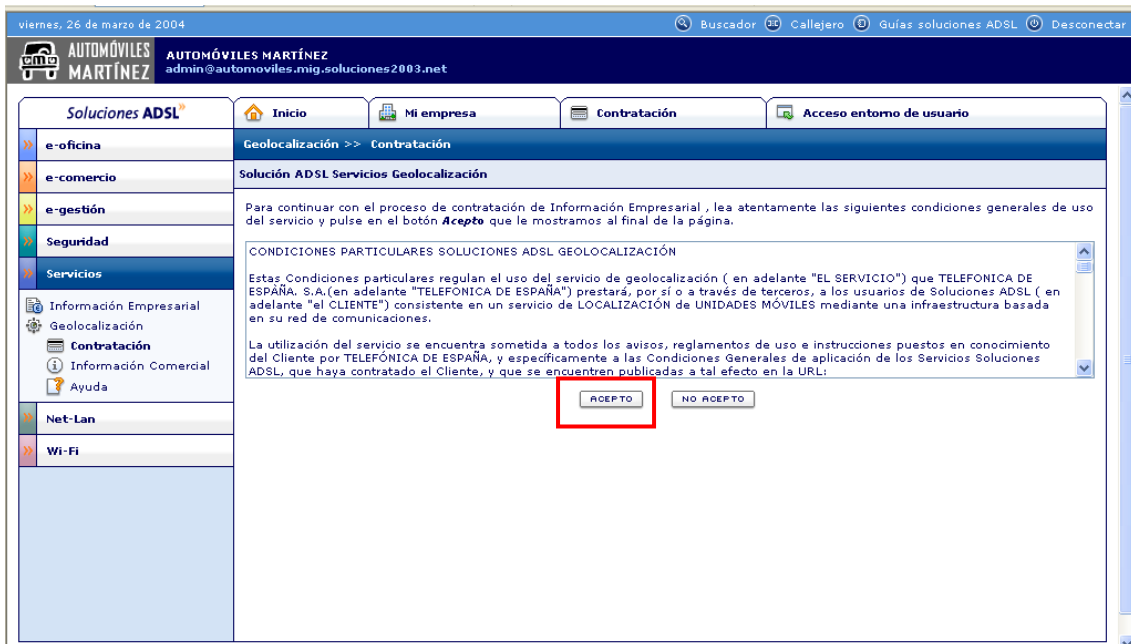 viernes, 26 de marzo de 2004
Buscador Callejero Guías soluciones ADSL Desconectar
AUTOMÓVILES
MARTÍNEZ
AUTOMÓVILES MARTÍNEZ
admin@automoviles.mig.soluciones2003.net
Soluciones ADSL»
Inicio
Mi empresa
Contratación
Acceso entorno de usuario
» e-oficina
» e-comercio
» e-gestión
» Seguridad
» Servicios
Información Empresarial
Geolocalización
Contratación
Información Comercial
Ayuda
» Net-Lan
» Wi-Fi
Geolocalización >> Contratación
Solución ADSL Servicios Geolocalización
Para continuar con el proceso de contratación de Información Empresarial , lea atentamente las siguientes condiciones generales de uso
del servicio y pulse en el botón Acepto que le mostramos al final de la página.
CONDICIONES PARTICULARES SOLUCIONES ADSL GEOLOCALIZACIÓN
Estas Condiciones particulares regulan el uso del servicio de geolocalización ( en adelante "EL SERVICIO") que TELEFONICA DE
ESPAÑA. S.A.(en adelante "TELEFONICA DE ESPAÑA") prestará, por sí o a través de terceros, a los usuarios de Soluciones ADSL ( en
adelante "el CLIENTE") consistente en un servicio de LOCALIZACIÓN de UNIDADES MÓVILES mediante una infraestructura basada
en su red de comunicaciones.
La utilización del servicio se encuentra sometida a todos los avisos, reglamentos de uso e instrucciones puestos en conocimiento
del Cliente por TELEFÓNICA DE ESPAÑA, y específicamente a las Condiciones Generales de aplicación de los Servicios Soluciones
ADSL, que haya contratado el Cliente, y que se encuentren publicadas a tal efecto en la URL:
ACEPTO
NO ACEPTO